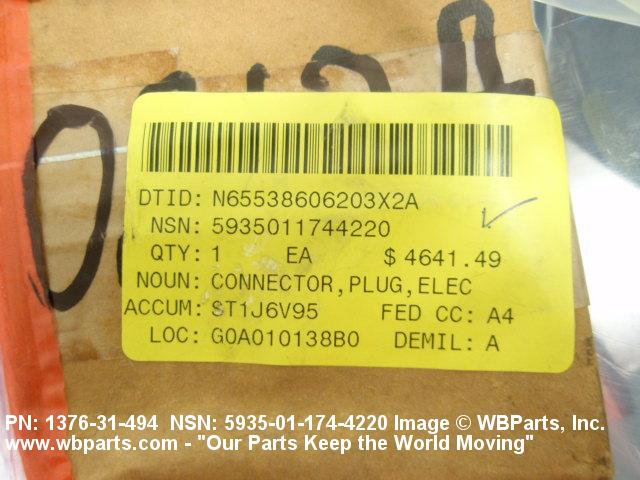 DTID: N65538606203X2A
NSN: 5935011744220
QTY: 1 EA $ 4641.49
NOUN: CONNECTOR,PLUG,ELEC
ACCUM: ST1J6V95 FED CC: A4
LOC: G0A010138B0 DEMIL: A
PN: 1376-31-494 NSN: 5935-01-174-4220 Image © WBParts, Inc.
www.wbparts.com - "Our Parts Keep the World Moving"